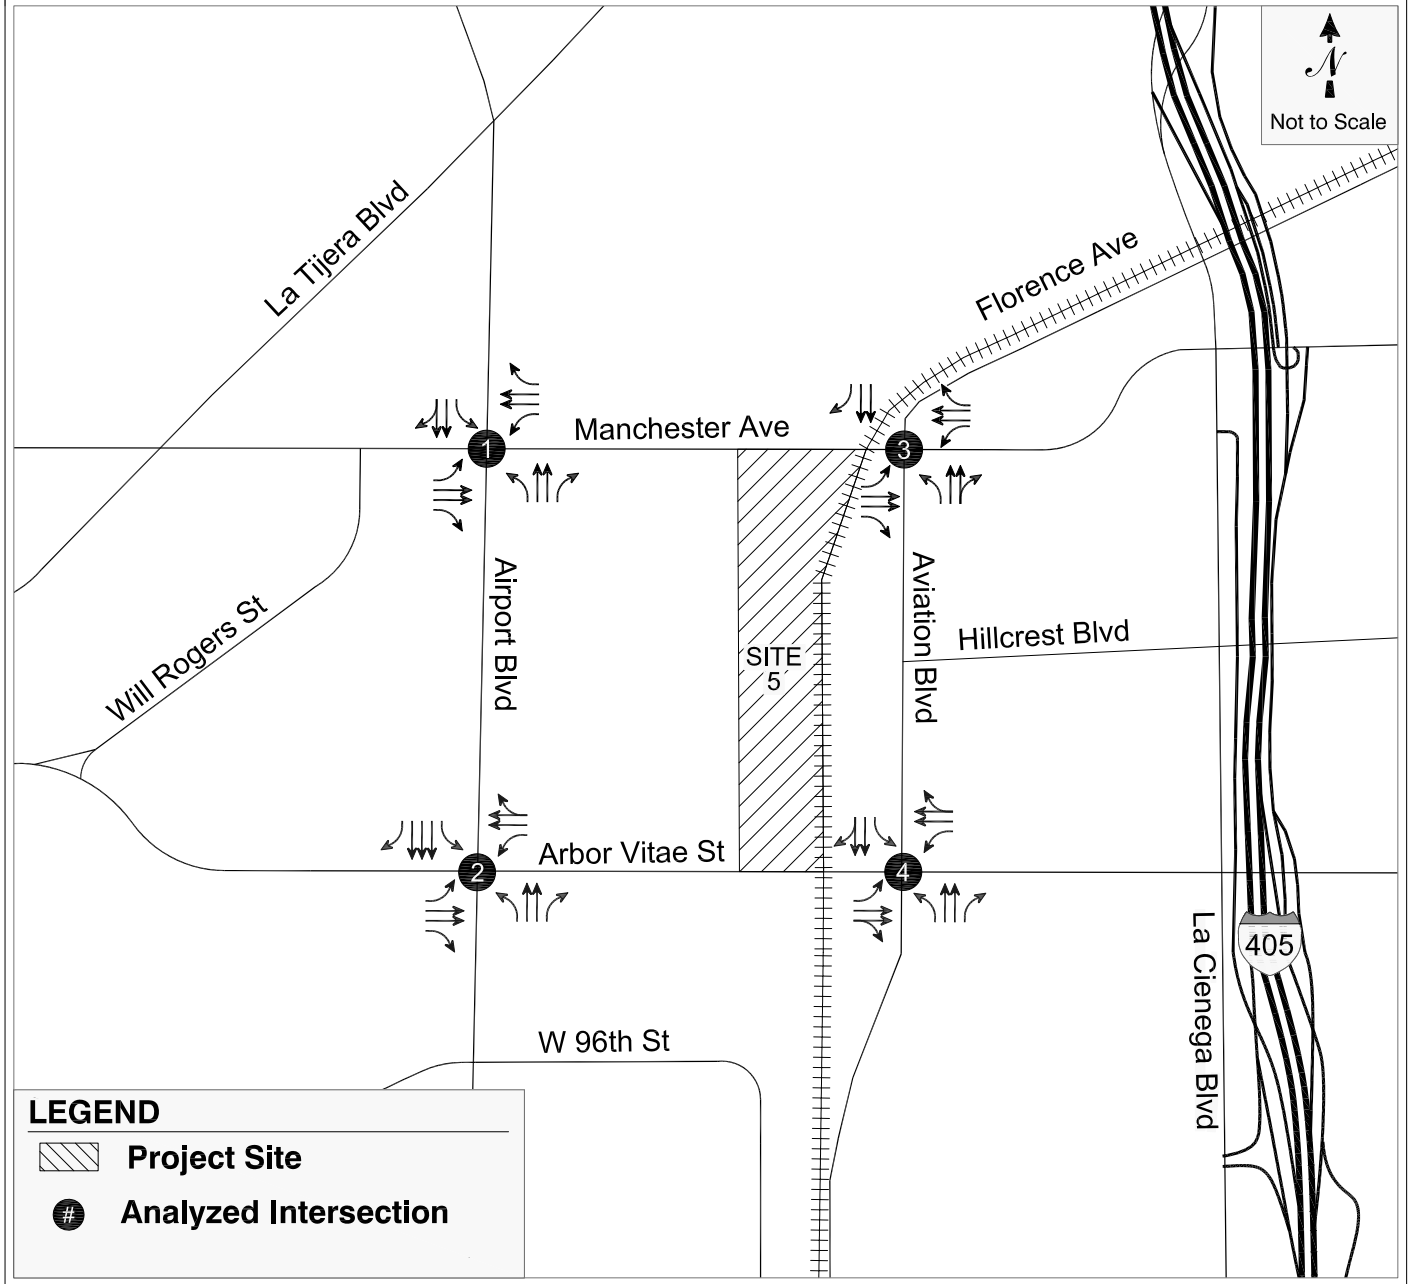 N
Not to Scale
La Tijera Blvd
Florence Ave
Manchester Ave
1
3
Airport Blvd
Aviation Blvd
Will Rogers St
Hillcrest Blvd
SITE
5
Arbor Vitae St
2
4
La Cienega Blvd
405
W 96th St
LEGEND
Project Site
# Analyzed Intersection